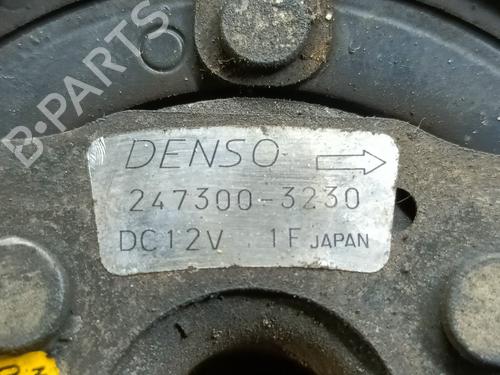 B-PARTS
DENSO
247300-3230
DC12V 1F JAPAN